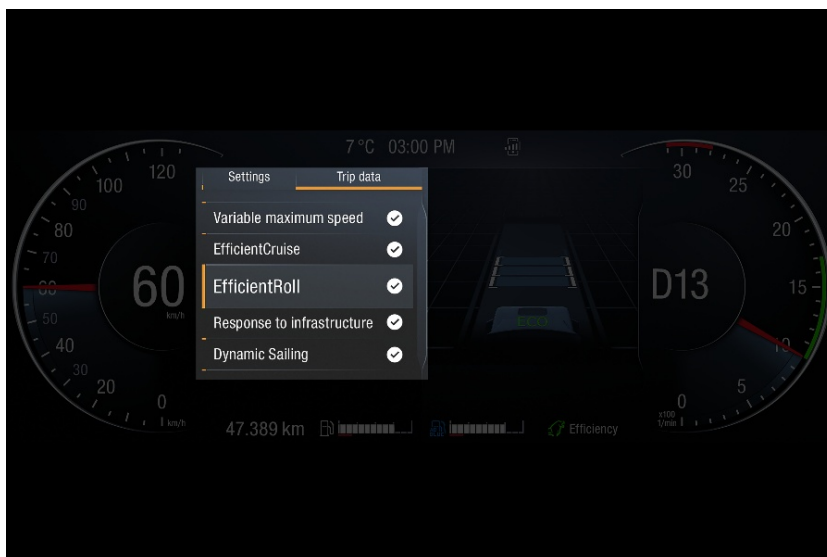 7 °C 03:00 PM
Settings Trip data
Variable maximum speed
EfficientCruise
EfficientRoll
Response to infrastructure
Dynamic Sailing
120
100
90
80
70
60
50
40
30
20
0
km/h
60
km/h
ECO
D13
30
25
20
15
10
5
0
x100
1/min
47.389 km
Efficiency